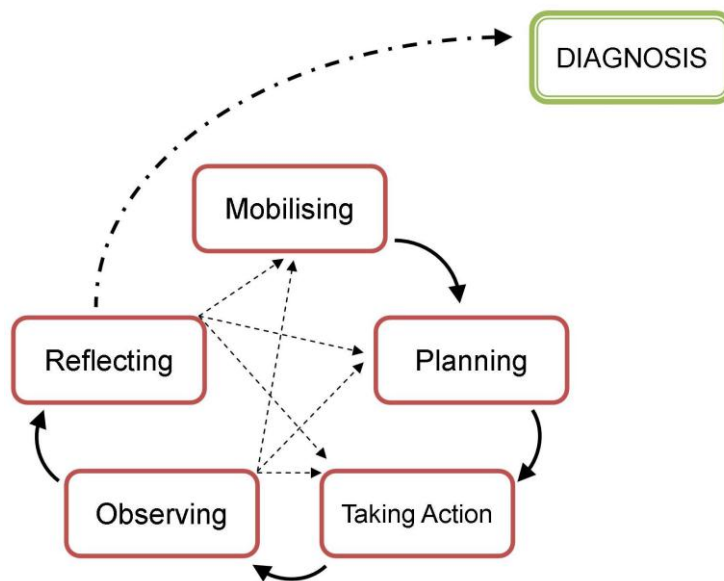 DIAGNOSIS
Mobilising
Reflecting
Planning
Observing
Taking Action